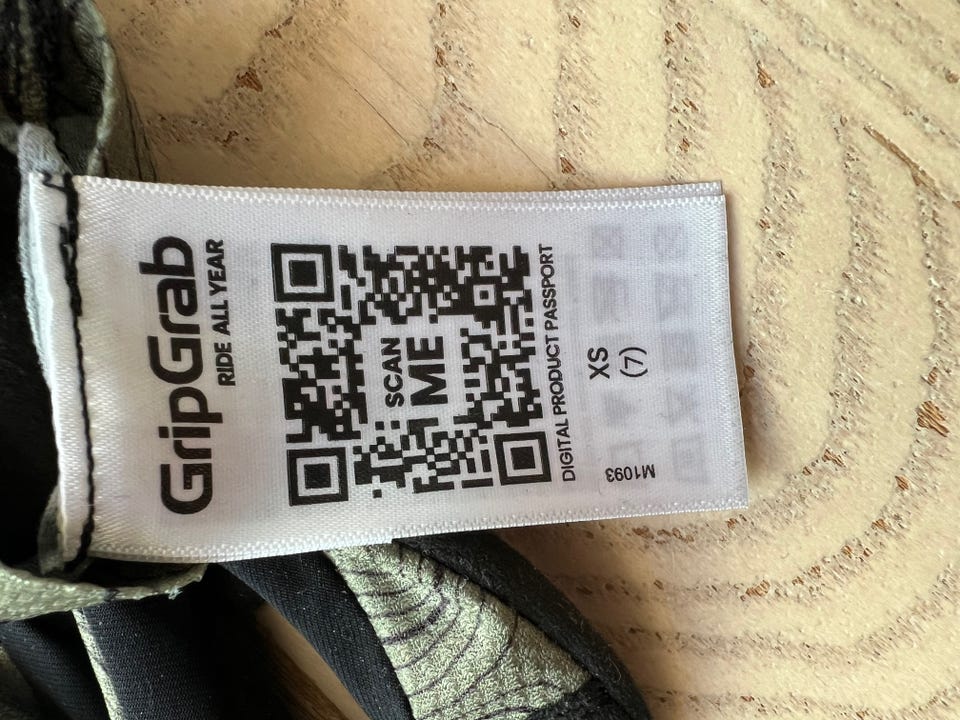 GripGrab
RIDE ALL YEAR
SCAN
ME
DIGITAL PRODUCT PASSPORT
XS
(7)
M1093